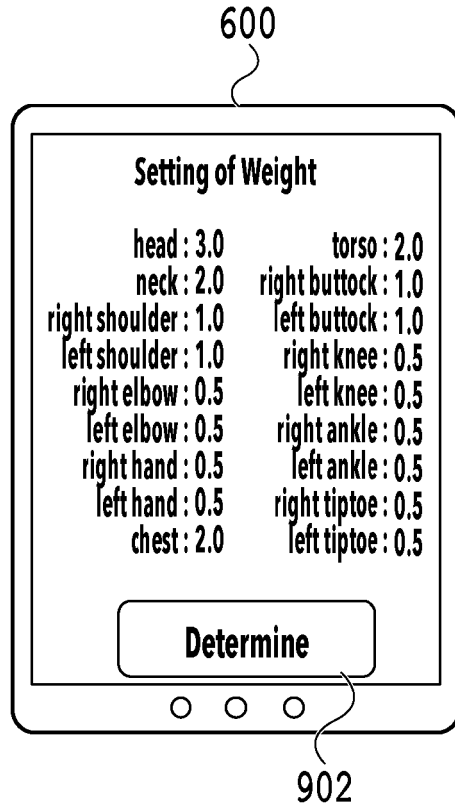 600
Setting of Weight
head : 3.0
neck : 2.0
right shoulder : 1.0
left shoulder : 1.0
right elbow : 0.5
left elbow : 0.5
right hand : 0.5
left hand : 0.5
chest : 2.0
torso : 2.0
right buttock : 1.0
left buttock : 1.0
right knee : 0.5
left knee : 0.5
right ankle : 0.5
left ankle : 0.5
right tiptoe : 0.5
left tiptoe : 0.5
Determine
902